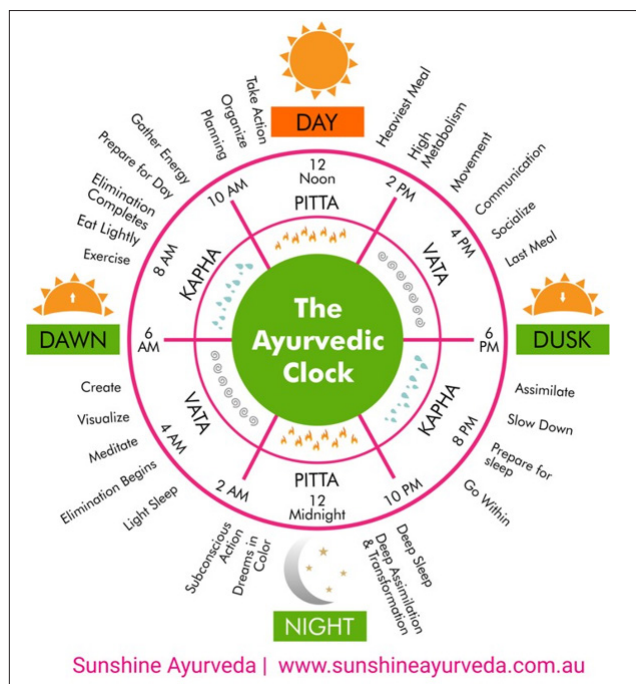 DAY
Take Action
Organize
Planning
Gather Energy
Prepare for Day
Elimination
Completes
Eat Lightly
Exercise
Heaviest Meal
High
Metabolism
Movement
Communication
Socialize
Last Meal
12
Noon
PITTA
10 AM
2 PM
8 AM
4 PM
KAPHA
VATA
The
Ayurvedic
Clock
DAWN
6
AM
6
PM
DUSK
VATA
KAPHA
4 AM
8 PM
2 AM
10 PM
PITTA
12
Midnight
Create
Visualize
Meditate
Elimination Begins
Light Sleep
Subconscious
Action
Dreams in
Color
Assimilate
Slow Down
Prepare for
sleep
Go Within
Deep Sleep
Deep Assimilation
& Transformation
NIGHT
Sunshine Ayurveda | www.sunshineayurveda.com.au